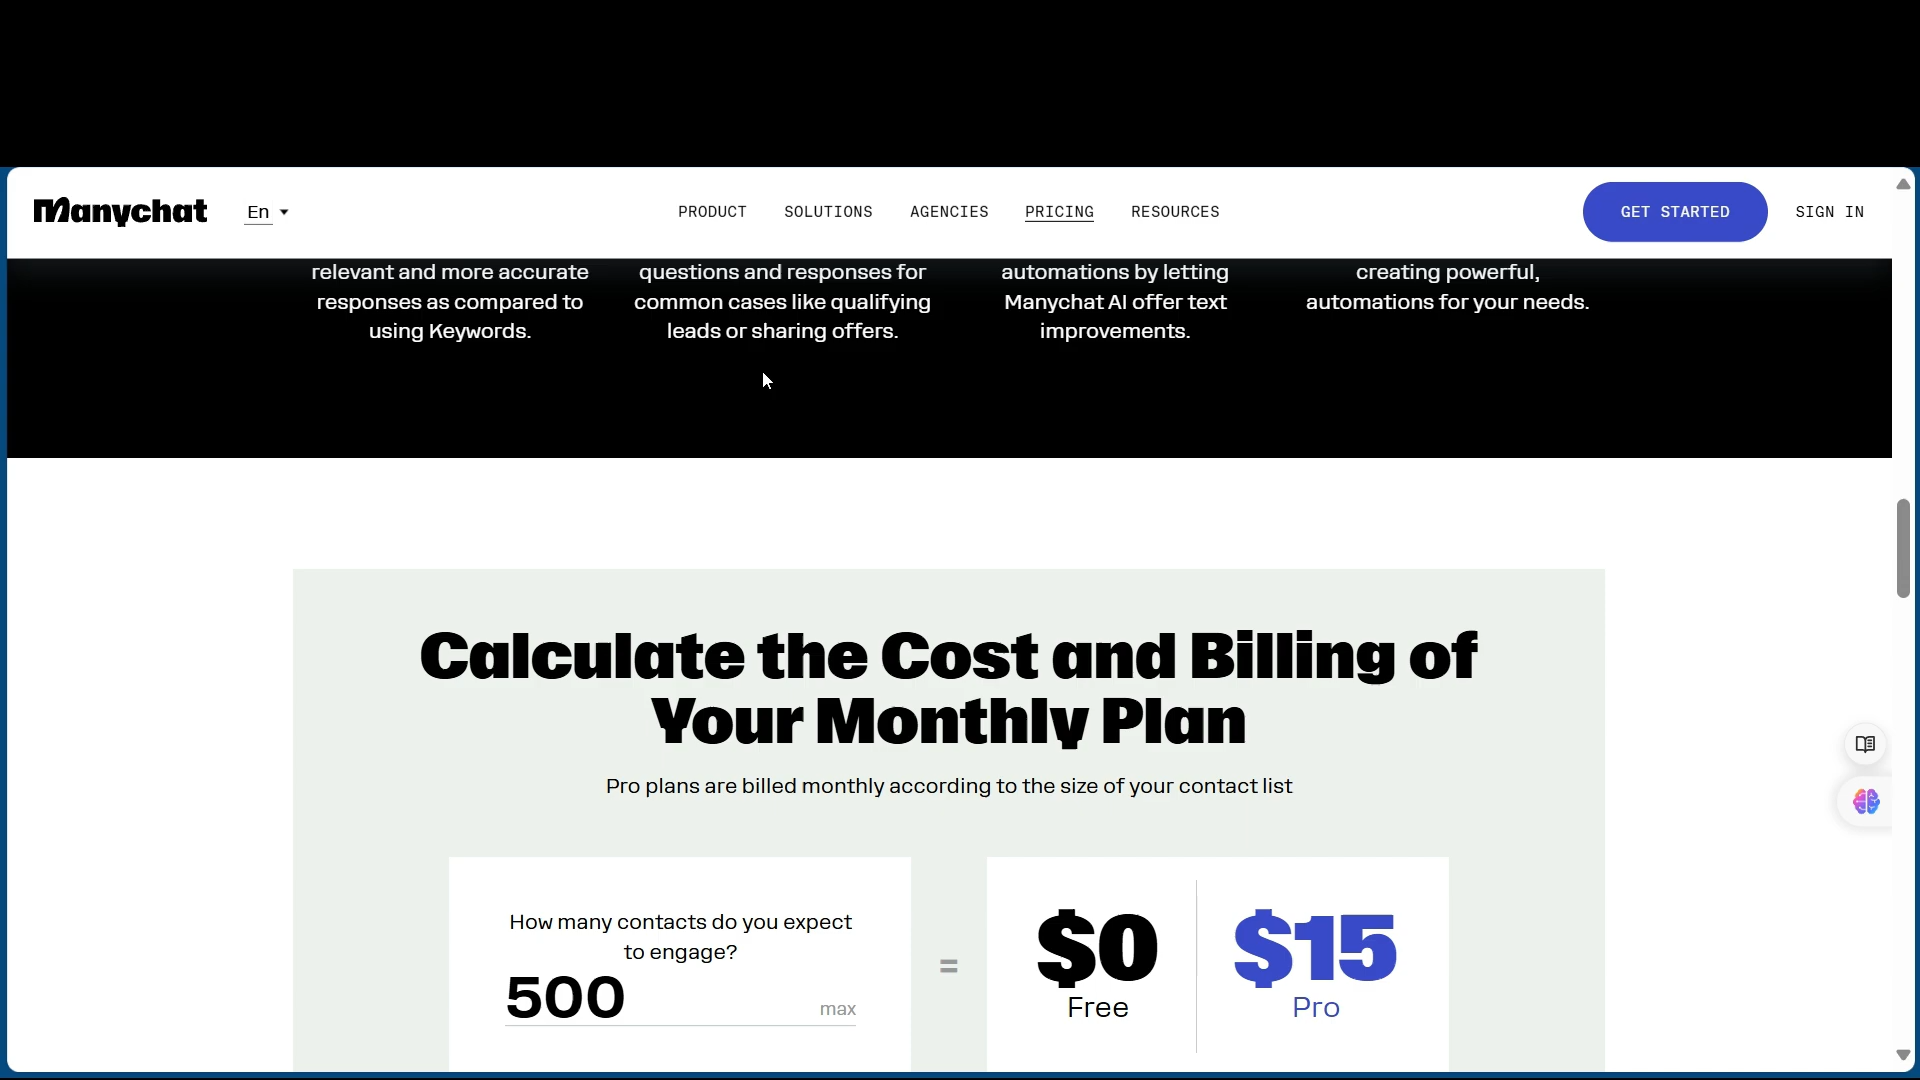 Manychat
En
PRODUCT
SOLUTIONS
AGENCIES
PRICING
RESOURCES
GET STARTED
SIGN IN
relevant and more accurate
responses as compared to
using Keywords.
questions and responses for
common cases like qualifying
leads or sharing offers.
automations by letting
Manychat AI offer text
improvements.
creating powerful,
automations for your needs.
Calculate the Cost and Billing of
Your Monthly Plan
Pro plans are billed monthly according to the size of your contact list
How many contacts do you expect
to engage?
500
max
=
$0
Free
$15
Pro